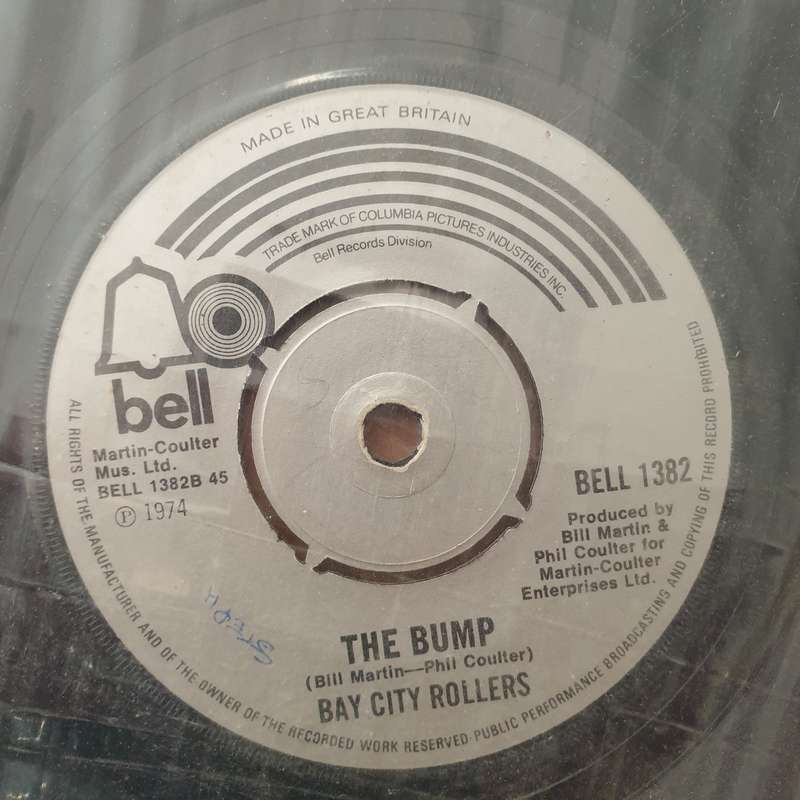 MADE IN GREAT BRITAIN
TRADE MARK OF COLUMBIA PICTURES INDUSTRIES INC.
Bell Records Division
bell
Martin-Coulter
Mus. Ltd.
BELL 1382B 45
Ⓟ 1974
BELL 1382
Produced by
Bill Martin &
Phil Coulter for
Martin-Coulter
Enterprises Ltd.
THE BUMP
(Bill Martin—Phil Coulter)
BAY CITY ROLLERS
ALL RIGHTS OF THE MANUFACTURER AND OF THE OWNER OF THE RECORDED WORK RESERVED PUBLIC PERFORMANCE BROADCASTING AND COPYING OF THIS RECORD PROHIBITED